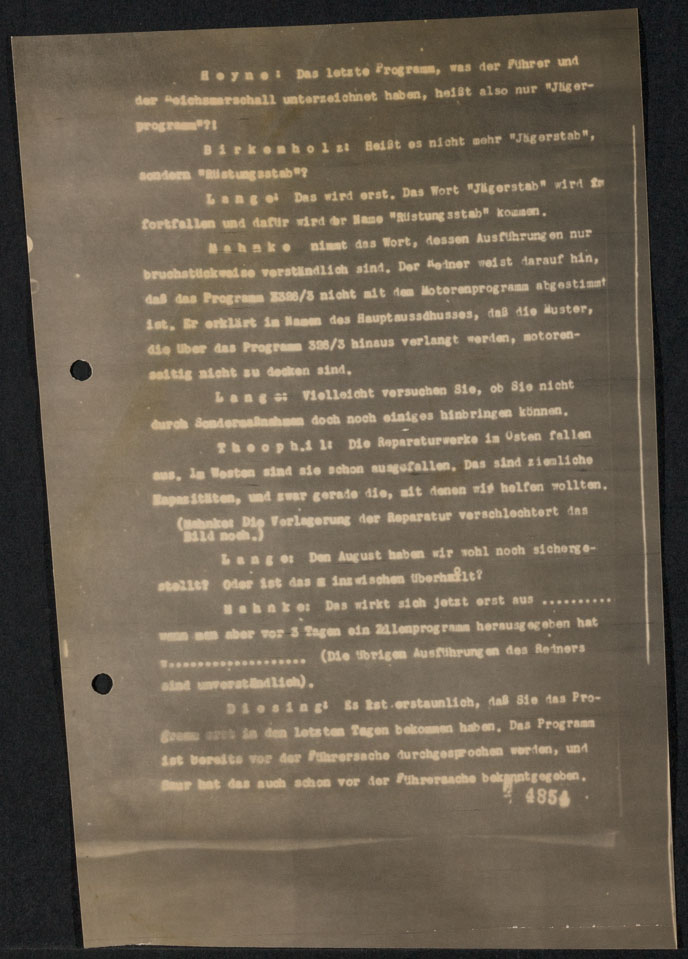 H e y n e : Das letzte Programm, was der Führer und
der Reichsmarschall unterzeichnet haben, heißt also nur "Jäger-
programm"?!
B i r k e n h o l z : Heißt es nicht mehr "Jägerstab",
sondern "Rüstungsstab"?
L a n g e : Das wird erst. Das Wort "Jägerstab" wird
fortfallen und dafür wird der Name "Rüstungsstab" kommen.
M a h n k e nimmt das Wort, dessen Ausführungen nur
bruchstückweise verständlich sind. Der Redner weist darauf hin,
daß das Programm 326/3 nicht mit dem Motorenprogramm abgestimmt
ist. Er erklärt im Namen des Hauptaussdhusses, daß die Muster,
die über das Programm 326/3 hinaus verlangt werden, motoren-
seitig nicht zu decken sind.
L a n g e : Vielleicht versuchen Sie, ob Sie nicht
durch Sondermaßnahmen doch noch einiges hinbringen können.
T h e o p h i l : Die Reparaturwerke im Osten fallen
aus. Im Westen sind sie schon ausgefallen. Das sind ziemliche
Kapazitäten, und zwar gerade die, mit denen wir helfen wollten.
(Mahnke: Die Verlagerung der Reparatur verschlechtert das
Bild noch.)
L a n g e : Den August haben wir wohl noch sicherge-
stellt? Oder ist das inzwischen überholt?
M a h n k e : Das wirkt sich jetzt erst aus ..........
wenn man aber vor 3 Tagen ein Zellenprogramm herausgegeben hat
.................... (Die übrigen Ausführungen des Redners
sind unverständlich).
D i e s i n g : Es ist erstaunlich, daß Sie das Pro-
gramm erst in den letzten Tagen bekommen haben. Das Programm
ist bereits vor der Führersache durchgesprochen worden, und
Saur hat das auch schon vor der Führersache bekanntgegeben.
4854